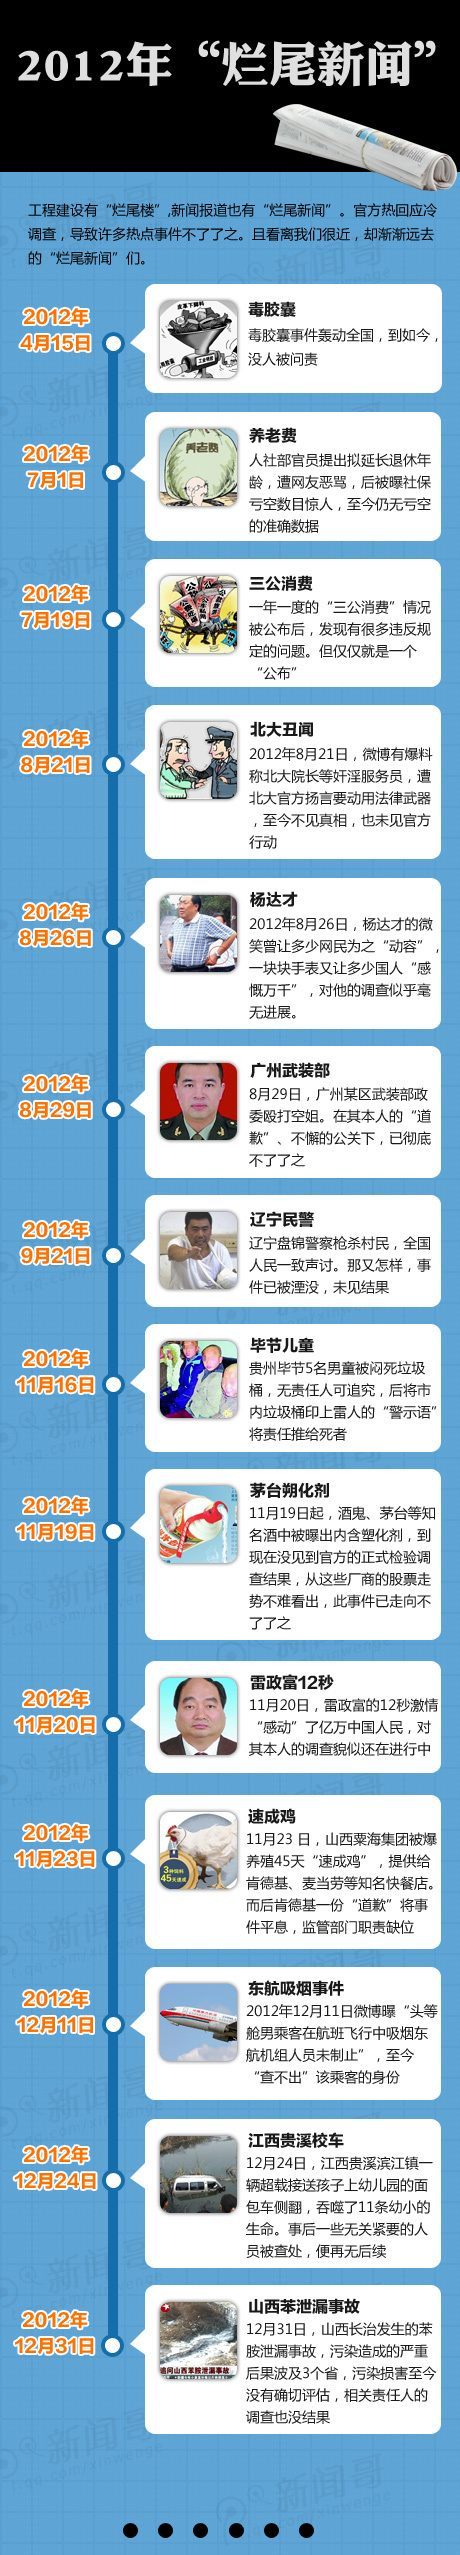 2012年“烂尾新闻”
工程建设有“烂尾楼”,新闻报道也有“烂尾新闻”。官方热回应冷
调查，导致许多热点事件不了了之。且看离我们很近，却渐渐远去
的“烂尾新闻”们。
2012年
4月15日
毒胶囊
毒胶囊事件轰动全国，到如今，
没人被问责
2012年
7月1日
养老费
养老费
人社部官员提出拟延长退休年
龄，遭网友恶骂，后被曝社保
亏空数目惊人，至今仍无亏空
的准确数据
2012年
7月19日
三公消费
一年一度的“三公消费”情况
被公布后，发现有很多违反规
定的问题。但仅仅就是一个
“公布”
2012年
8月21日
北大丑闻
2012年8月21日，微博有爆料
称北大院长等奸淫服务员，遭
北大官方扬言要动用法律武器
，至今不见真相，也未见官方
行动
2012年
8月26日
杨达才
2012年8月26日，杨达才的微
笑曾让多少网民为之“动容”，
一块块手表又让多少国人“感
慨万千”，对他的调查似乎毫
无进展。
2012年
8月29日
广州武装部
8月29日，广州某区武装部政
委殴打空姐。在其本人的“道
歉”、不懈的公关下，已彻底
不了了之
2012年
9月21日
辽宁民警
辽宁盘锦警察枪杀村民，全国
人民一致声讨。那又怎样，事
件已被湮没，未见结果
2012年
11月16日
毕节儿童
贵州毕节5名男童被闷死垃圾
桶，无责任人可追究，后将市
内垃圾桶印上雷人的“警示语”
将责任推给死者
2012年
11月19日
茅台朔化剂
11月19日起，酒鬼、茅台等知
名酒中被曝出内含塑化剂，到
现在没见到官方的正式检验调
查结果，从这些厂商的股票走
势不难看出，此事件已走向不
了了之
2012年
11月20日
雷政富12秒
11月20日，雷政富的12秒激情
“感动”了亿万中国人民，对
其本人的调查貌似还在进行中
2012年
11月23日
3种饲料
45天速成
速成鸡
11月23 日，山西粟海集团被爆
养殖45天“速成鸡”，提供给
肯德基、麦当劳等知名快餐店。
而后肯德基一份“道歉”将事
件平息，监管部门职责缺位
2012年
12月11日
东航吸烟事件
2012年12月11日微博曝“头等
舱男乘客在航班飞行中吸烟东
航机组人员未制止”，至今
“查不出”该乘客的身份
2012年
12月24日
江西贵溪校车
12月24日，江西贵溪滨江镇一
辆超载接送孩子上幼儿园的面
包车侧翻，吞噬了11条幼小的
生命。事后一些无关紧要的人
员被查处，便再无后续
2012年
12月31日
追问山西苯胺泄漏事故
山西苯泄漏事故
12月31日，山西长治发生的苯
胺泄漏事故，污染造成的严重
后果波及3个省，污染损害至今
没有确切评估，相关责任人的
调查也没结果
新闻哥
t.qq.com/xinwenge